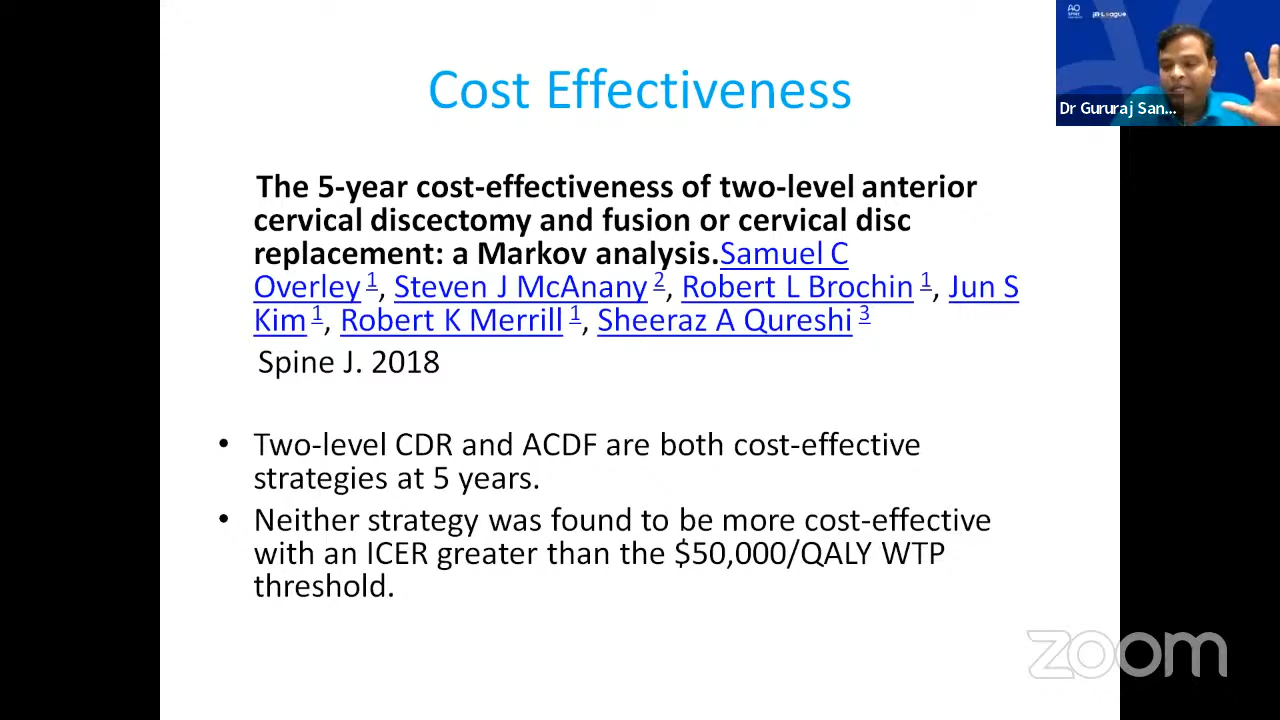 Cost Effectiveness
The 5-year cost-effectiveness of two-level anterior
cervical discectomy and fusion or cervical disc
replacement: a Markov analysis.Samuel C
Overley 1, Steven J McAnany 2, Robert L Brochin 1, Jun S
Kim 1, Robert K Merrill 1, Sheeraz A Qureshi 3
Spine J. 2018
• Two-level CDR and ACDF are both cost-effective
strategies at 5 years.
• Neither strategy was found to be more cost-effective
with an ICER greater than the $50,000/QALY WTP
threshold.
AO
SPINE
Dr Gururaj San...
zoom